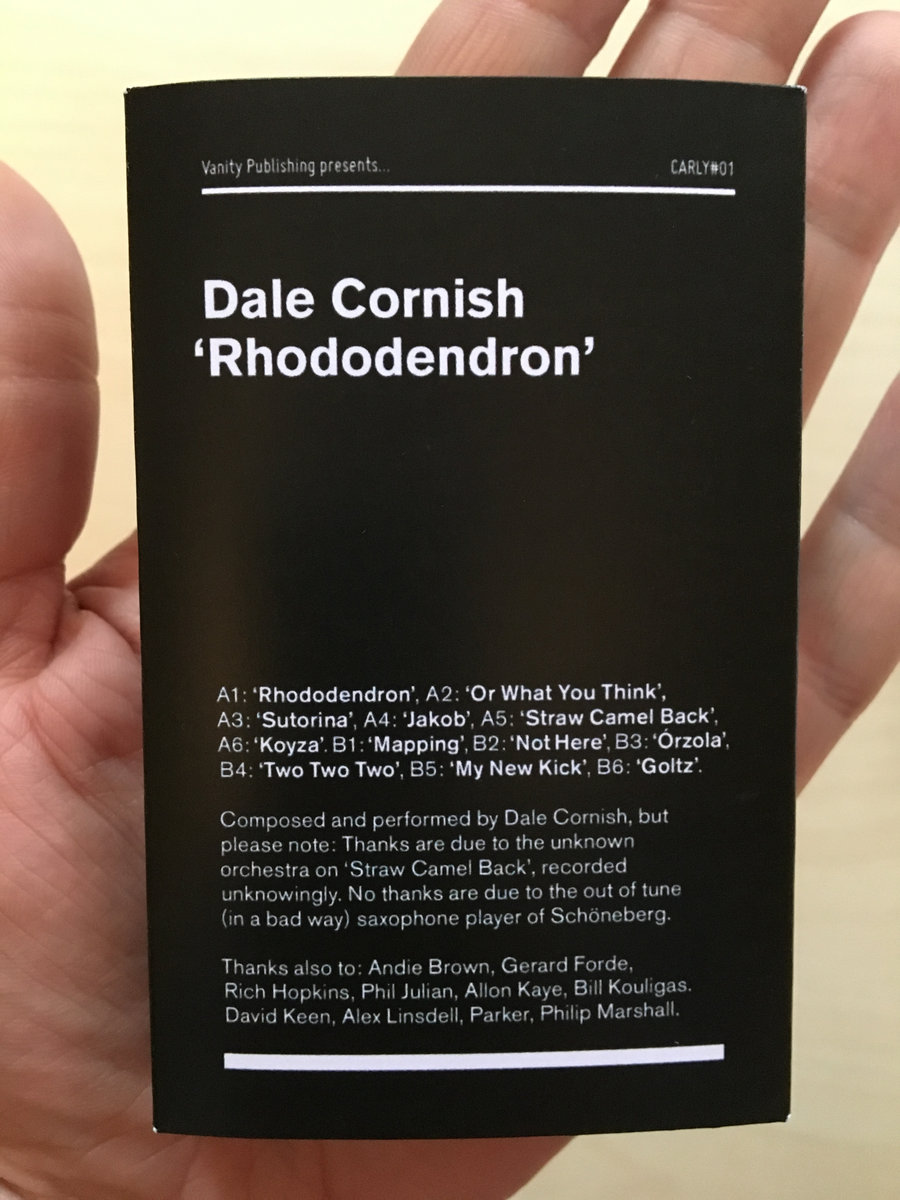 Vanity Publishing presents...
CARLY#01
Dale Cornish
‘Rhododendron’
A1: ‘Rhododendron’, A2: ‘Or What You Think’,
A3: ‘Sutorina’, A4: ‘Jakob’, A5: ‘Straw Camel Back’,
A6: ‘Koyza’. B1: ‘Mapping’, B2: ‘Not Here’, B3: ‘Órzola’,
B4: ‘Two Two Two’, B5: ‘My New Kick’, B6: ‘Goltz’.
Composed and performed by Dale Cornish, but
please note: Thanks are due to the unknown
orchestra on ‘Straw Camel Back’, recorded
unknowingly. No thanks are due to the out of tune
(in a bad way) saxophone player of Schöneberg.
Thanks also to: Andie Brown, Gerard Forde,
Rich Hopkins, Phil Julian, Allon Kaye, Bill Kouligas.
David Keen, Alex Linsdell, Parker, Philip Marshall.